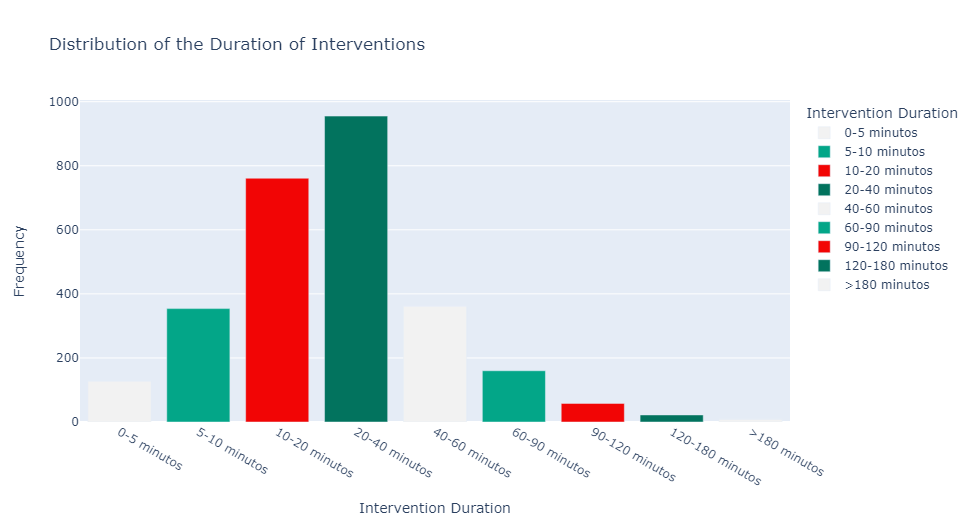 Distribution of the Duration of Interventions
1000
800
600
400
200
0
Frequency
0-5 minutos
5-10 minutos
10-20 minutos
20-40 minutos
40-60 minutos
60-90 minutos
90-120 minutos
120-180 minutos
>180 minutos
Intervention Duration
Intervention Duration
0-5 minutos
5-10 minutos
10-20 minutos
20-40 minutos
40-60 minutos
60-90 minutos
90-120 minutos
120-180 minutos
>180 minutos